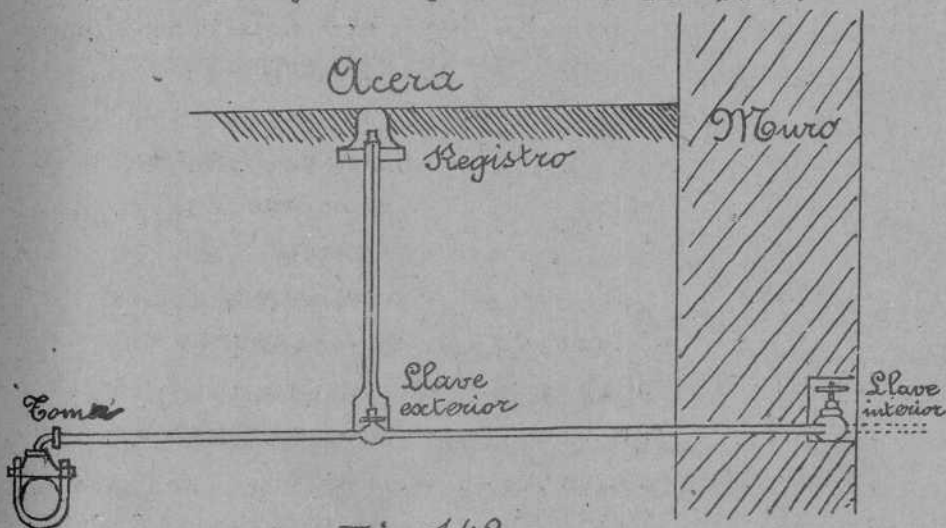 Acera
Muro
Registro
Llave
exterior
Toma
Llave
interior